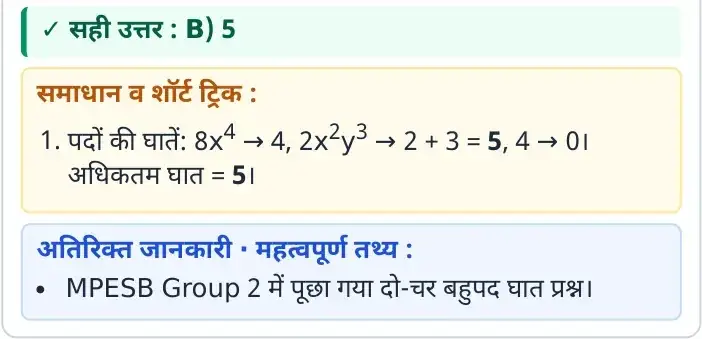 ✓ सही उत्तर : B) 5
समाधान व शॉर्ट ट्रिक :
1. पदों की घातें: 8x⁴ → 4, 2x²y³ → 2 + 3 = 5, 4 → 0।
अधिकतम घात = 5।
अतिरिक्त जानकारी · महत्वपूर्ण तथ्य :
• MPESB Group 2 में पूछा गया दो-चर बहुपद घात प्रश्न।